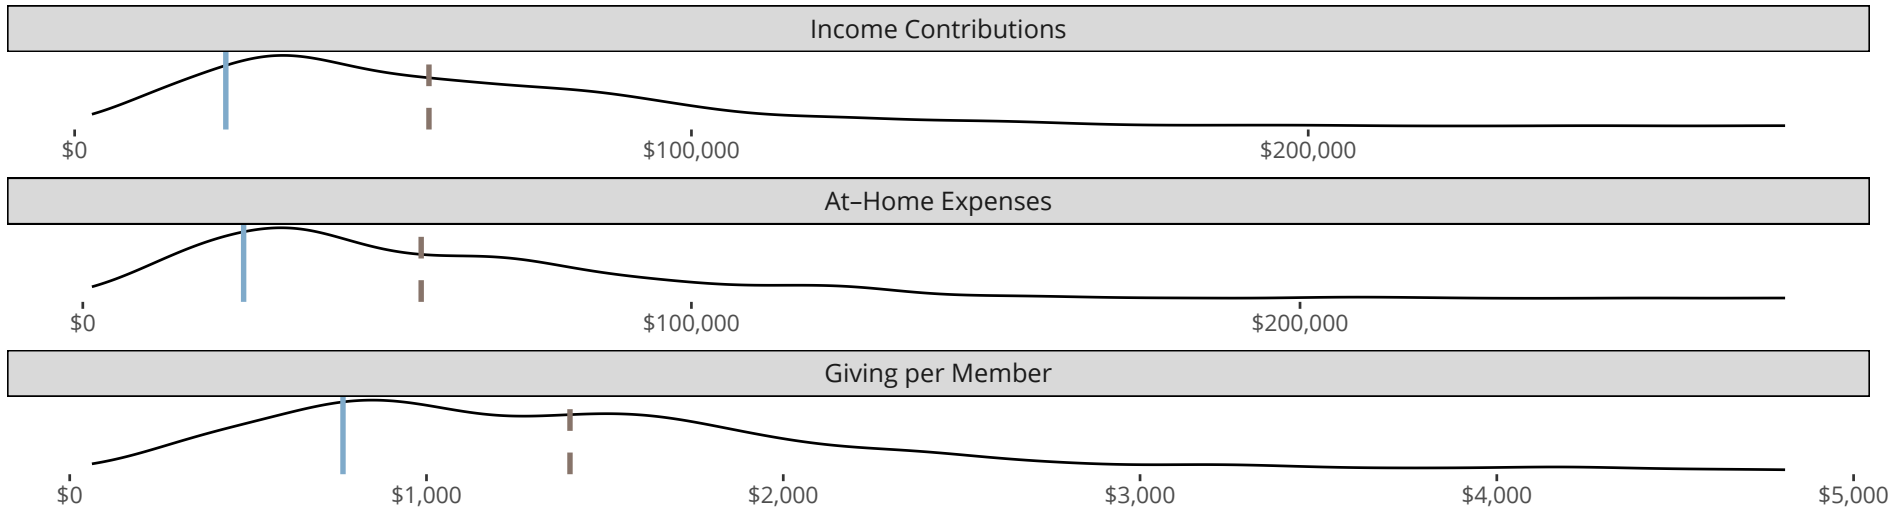 Income Contributions
$0 $100,000 $200,000
At–Home Expenses
$0 $100,000 $200,000
Giving per Member
$0 $1,000 $2,000 $3,000 $4,000 $5,000